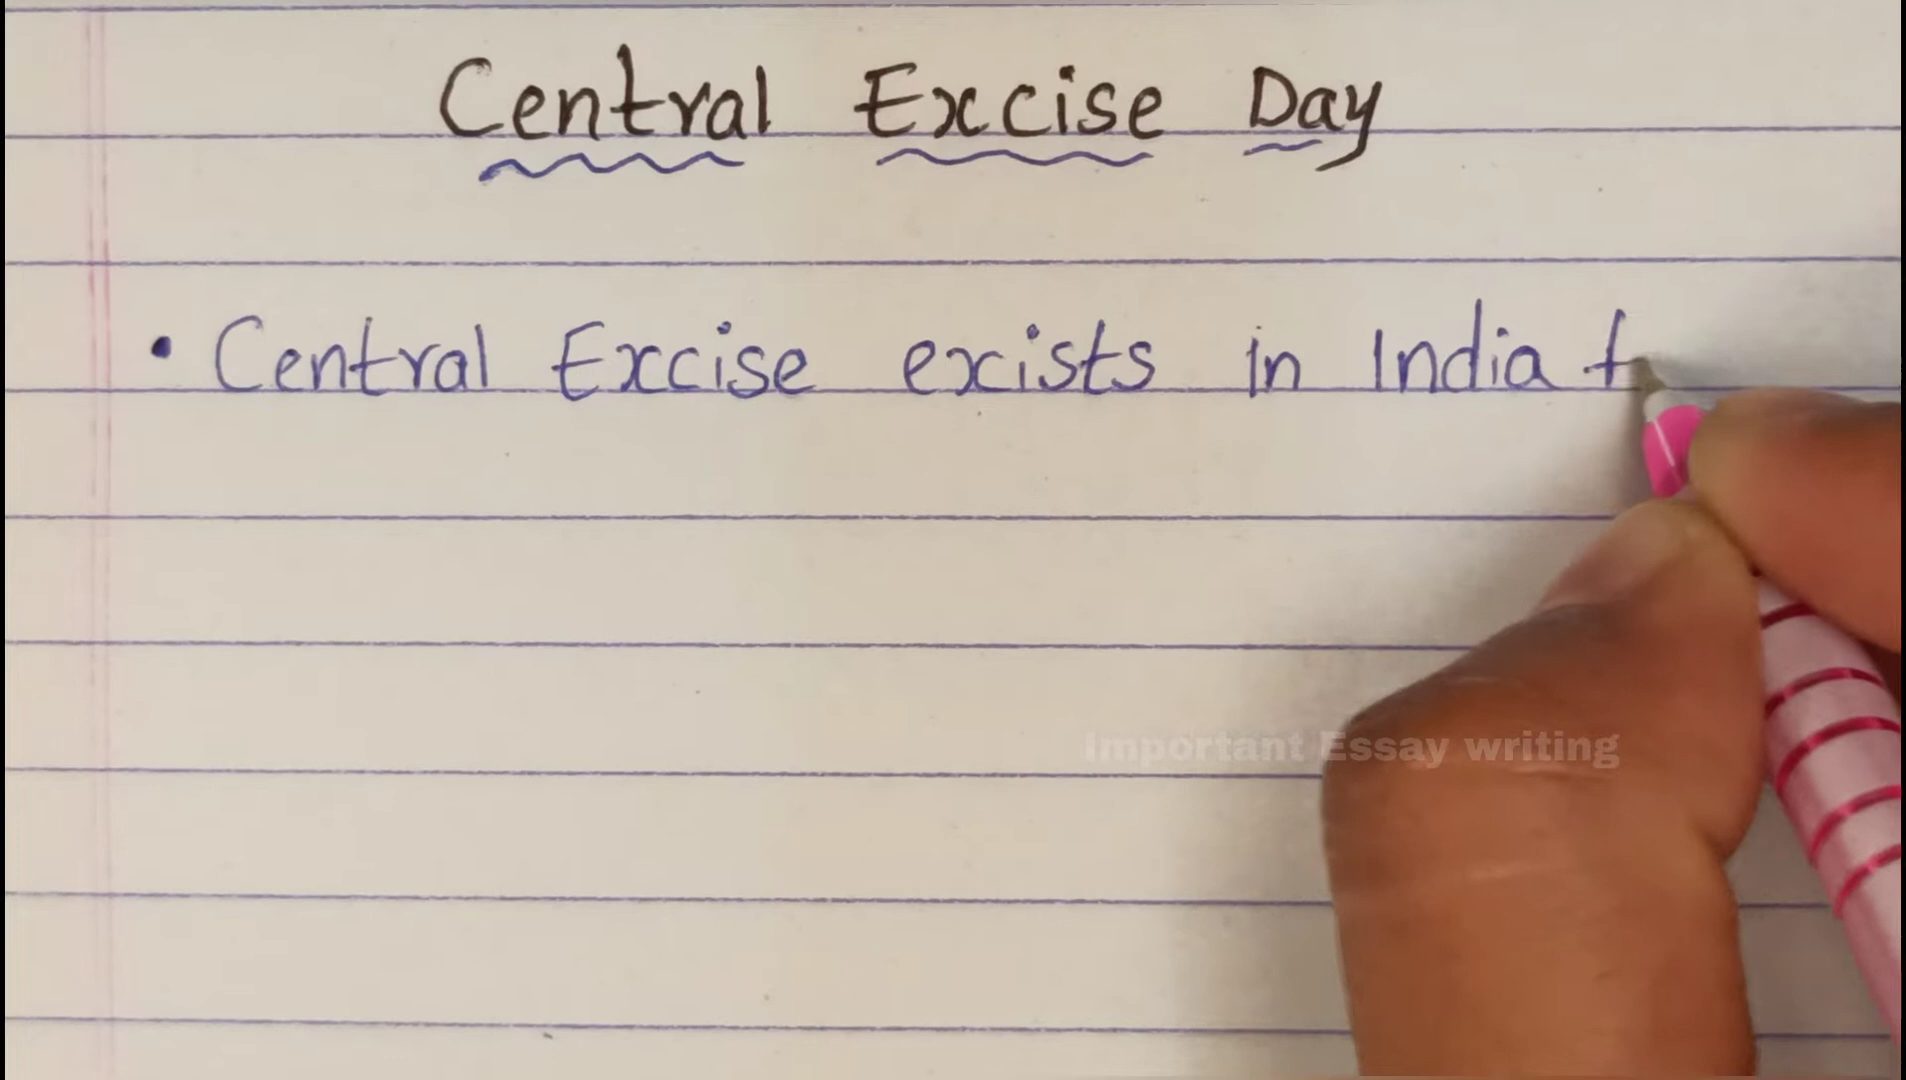 Central Excise Day
• Central Excise exists in India f
Important Essay writing